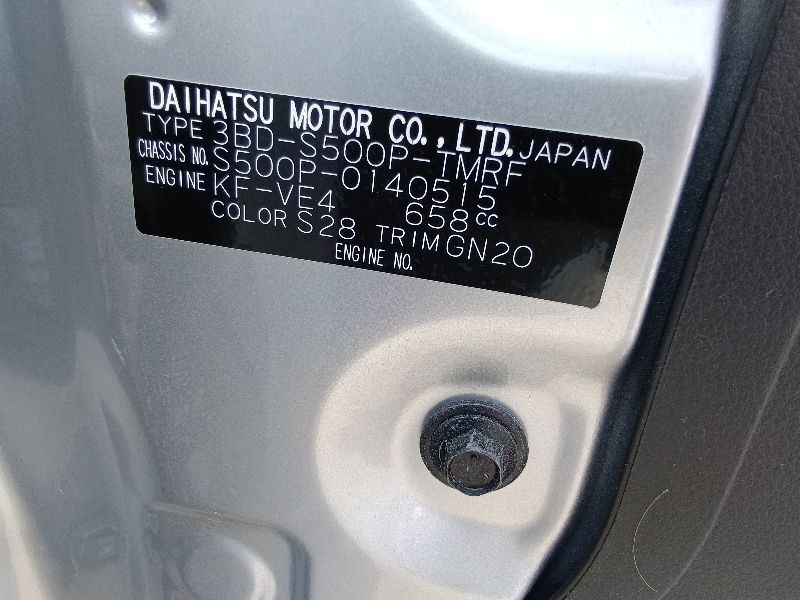 DAIHATSU MOTOR CO., LTD. JAPAN
TYPE 3BD-S500P-TMRF
CHASSIS NO. S500P-0140515
ENGINE KF-VE4 658cc
COLOR S28 TRIM GN20
ENGINE NO.